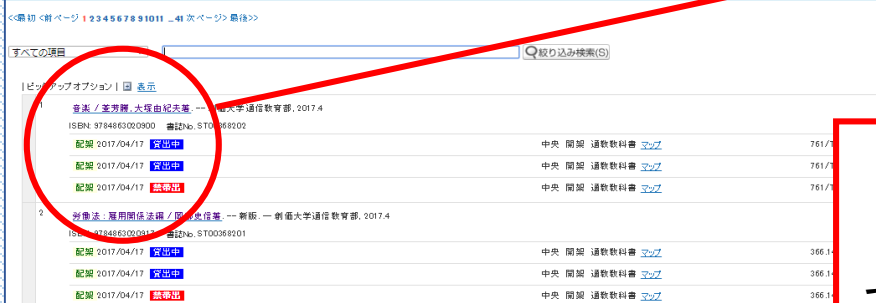 <<最初 <前ページ 1 2 3 4 5 6 7 8 9 10 11 ...41 次ページ> 最後>>
すべての項目 絞り込み検索(S)
|ピックアップオプション| 表示
1
音楽 / 董芳勝,大塚由紀夫著. -- 創価大学通信教育部, 2017.4
ISBN: 9784863020900 書誌No. ST00368202
配架 2017/04/17 貸出中 中央 開架 通教教科書 マップ 761/T
配架 2017/04/17 貸出中 中央 開架 通教教科書 マップ 761/T
配架 2017/04/17 禁帯出 中央 開架 通教教科書 マップ 761/T
2 労働法 : 雇用関係法編 / 史信著. -- 新版. -- 創価大学通信教育部, 2017.4
ISBN: 9784863020917 書誌No. ST00368201
配架 2017/04/17 貸出中 中央 開架 通教教科書 マップ 366.14
配架 2017/04/17 貸出中 中央 開架 通教教科書 マップ 366.14
配架 2017/04/17 禁帯出 中央 開架 通教教科書 マップ 366.14